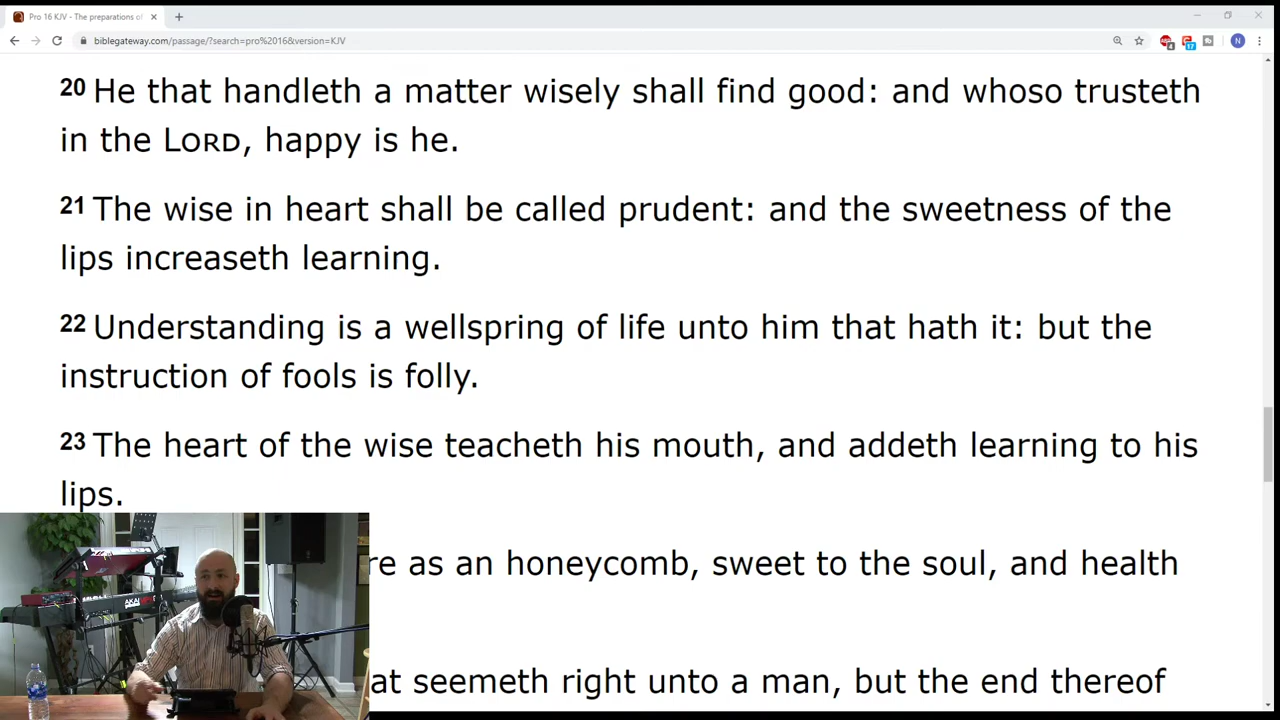 Pro 16 KJV - The preparations of
biblegateway.com/passage/?search=pro%2016&version=KJV
20 He that handleth a matter wisely shall find good: and whoso trusteth
in the LORD, happy is he.
21 The wise in heart shall be called prudent: and the sweetness of the
lips increaseth learning.
22 Understanding is a wellspring of life unto him that hath it: but the
instruction of fools is folly.
23 The heart of the wise teacheth his mouth, and addeth learning to his
lips.
re as an honeycomb, sweet to the soul, and health
at seemeth right unto a man, but the end thereof
AKAI
N
4
17